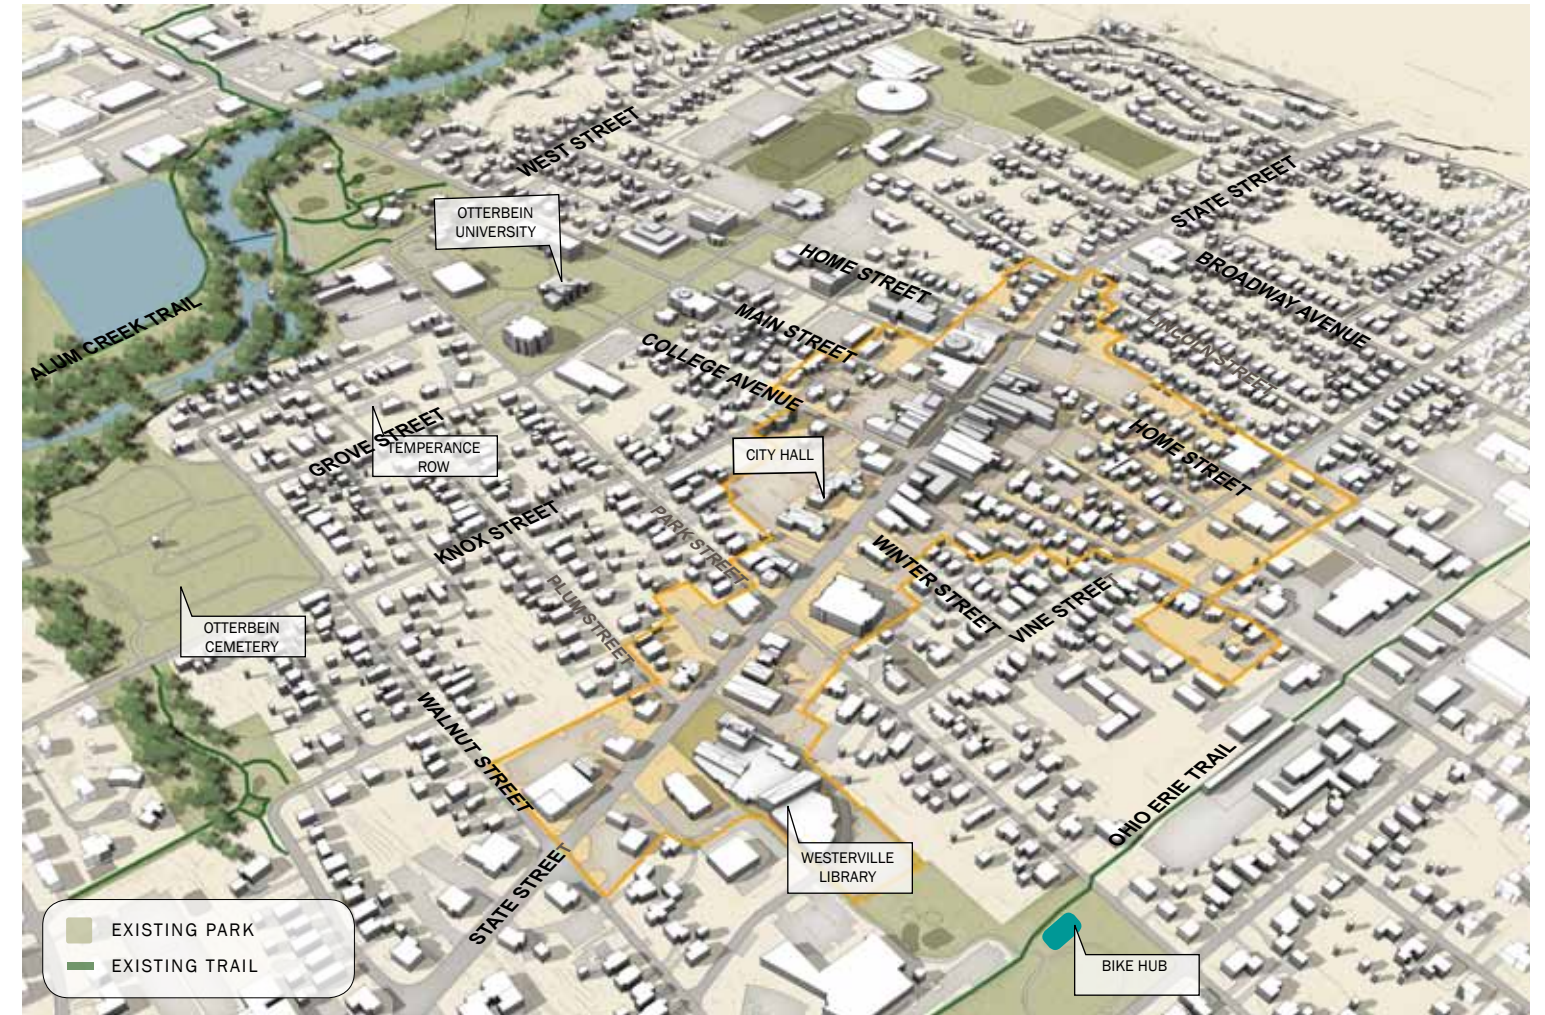 WEST STREET
STATE STREET
OTTERBEIN
UNIVERSITY
HOME STREET
BROADWAY AVENUE
ALUM CREEK TRAIL
MAIN STREET
LINCOLN STREET
COLLEGE AVENUE
GROVE STREET
TEMPERANCE
ROW
CITY HALL
HOME STREET
KNOX STREET
PARK STREET
WINTER STREET
PLUM STREET
VINE STREET
OTTERBEIN
CEMETERY
WALNUT STREET
OHIO ERIE TRAIL
STATE STREET
WESTERVILLE
LIBRARY
EXISTING PARK
EXISTING TRAIL
BIKE HUB